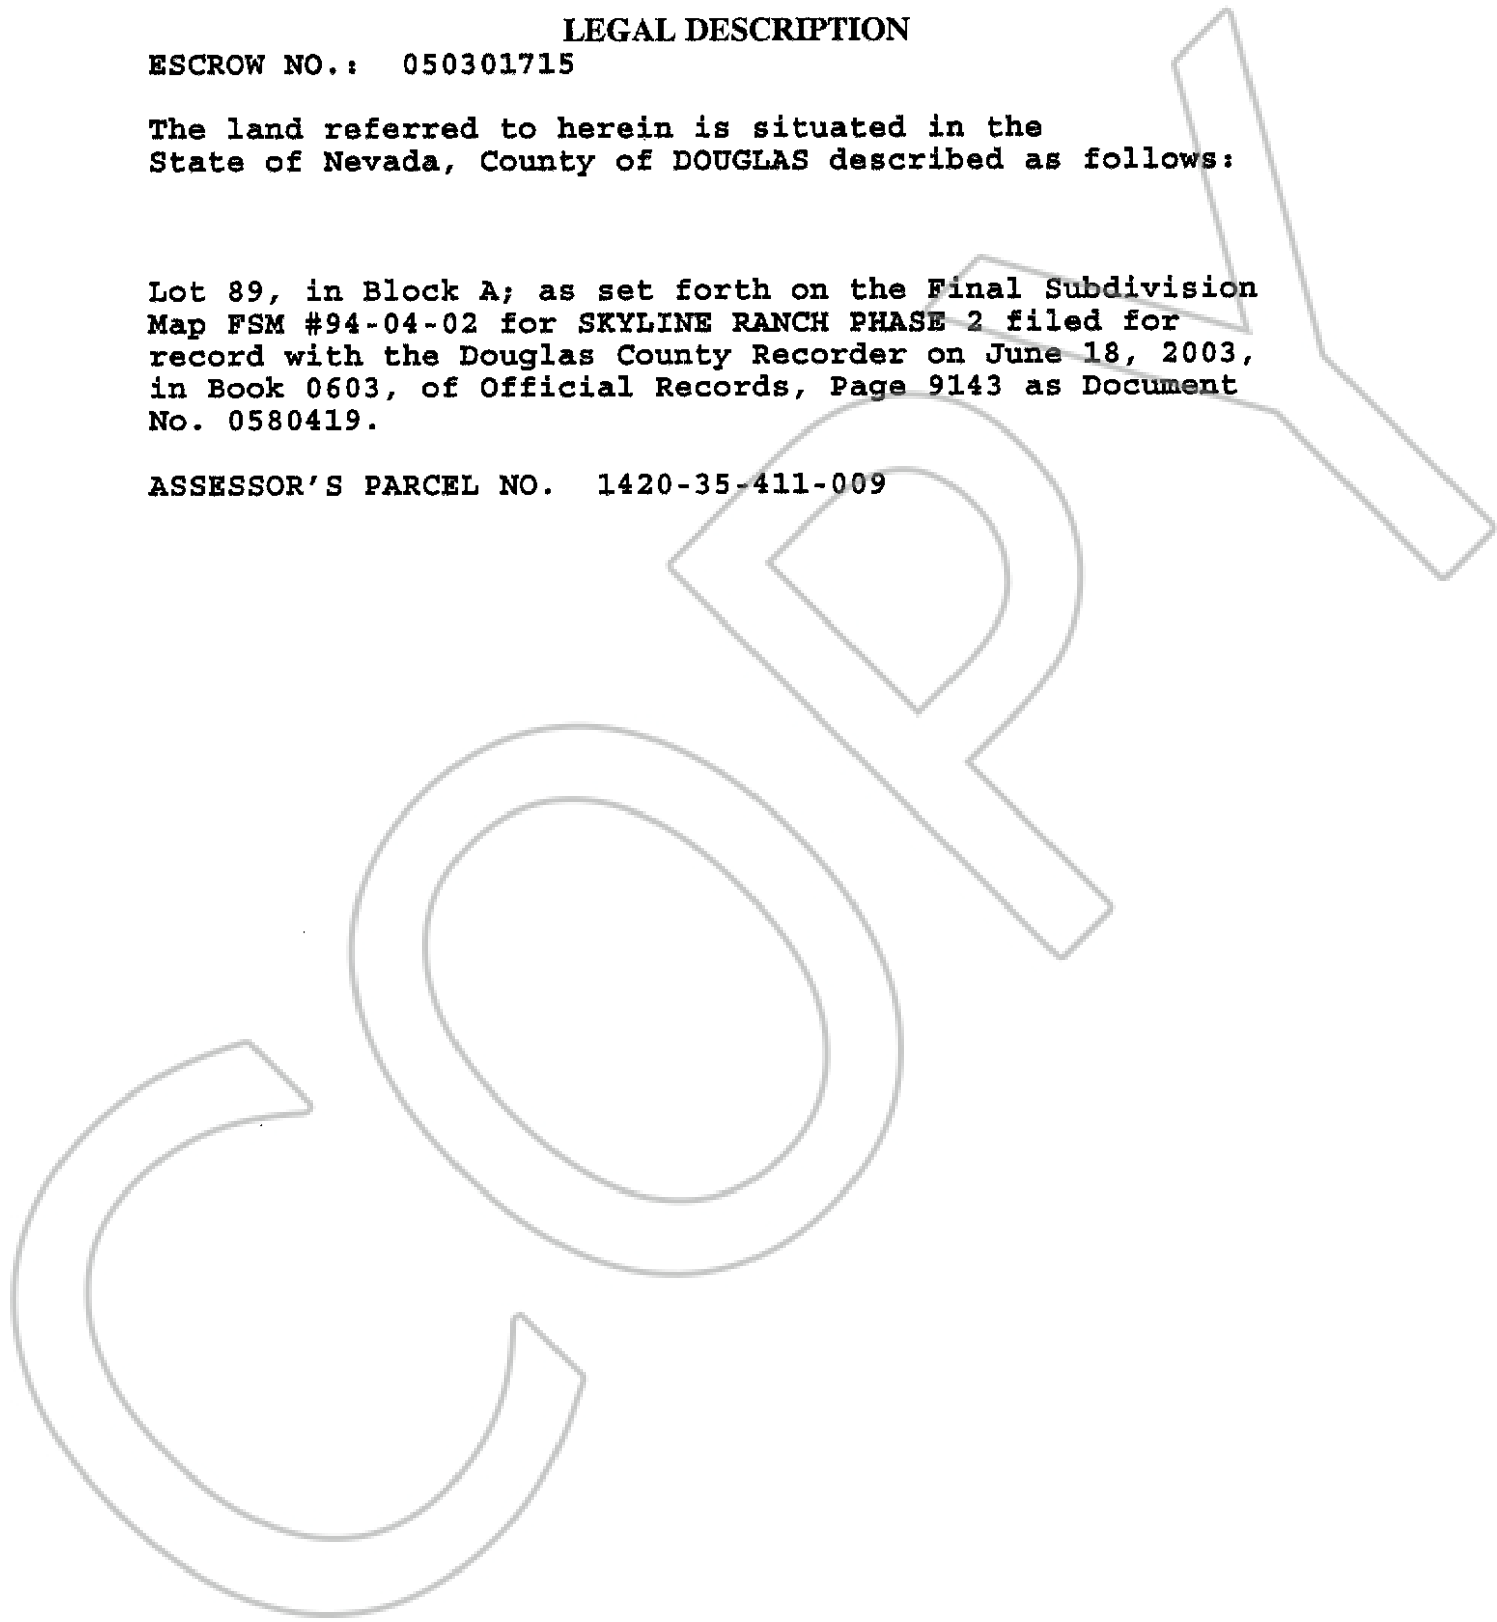 LEGAL DESCRIPTION
ESCROW NO.: 050301715
The land referred to herein is situated in the
State of Nevada, County of DOUGLAS described as follows:
Lot 89, in Block A; as set forth on the Final Subdivision
Map FSM #94-04-02 for SKYLINE RANCH PHASE 2 filed for
record with the Douglas County Recorder on June 18, 2003,
in Book 0603, of Official Records, Page 9143 as Document
No. 0580419.
ASSESSOR'S PARCEL NO. 1420-35-411-009
COPY